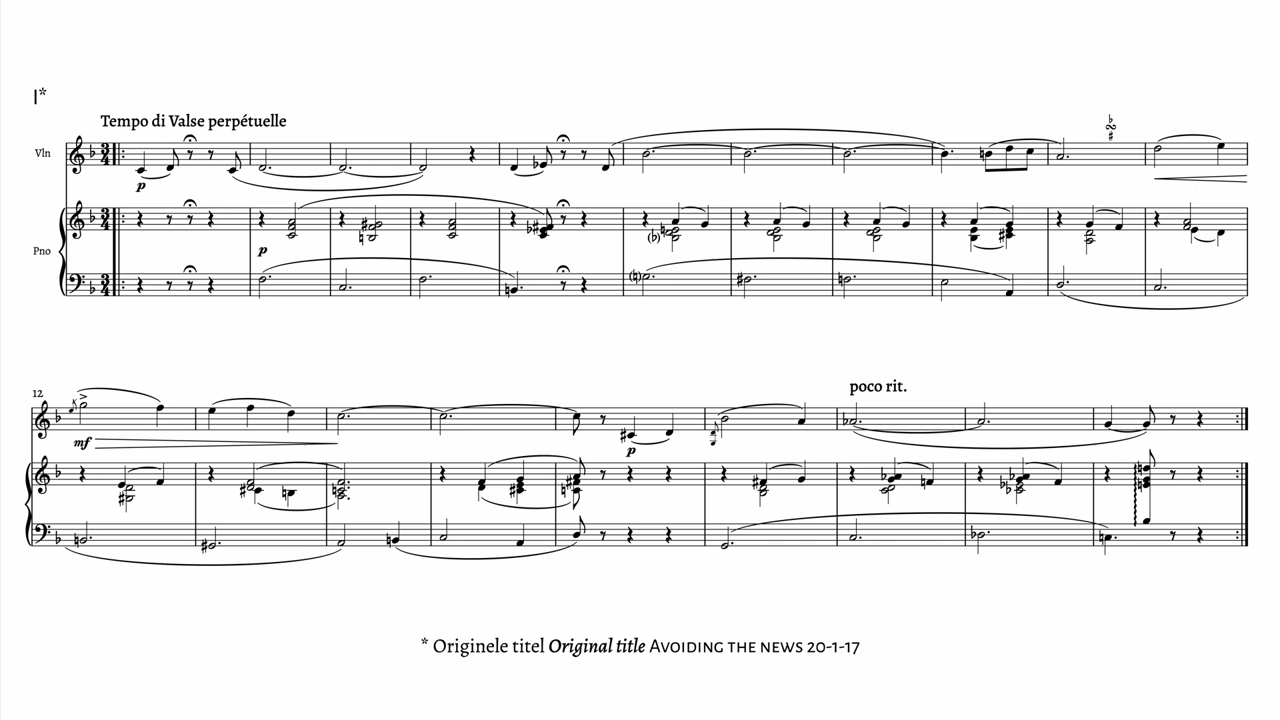 I*
Tempo di Valse perpétuelle
Vln
p
Pno
p
12
poco rit.
mf
p
* Originele titel Original title Avoiding the news 20-1-17